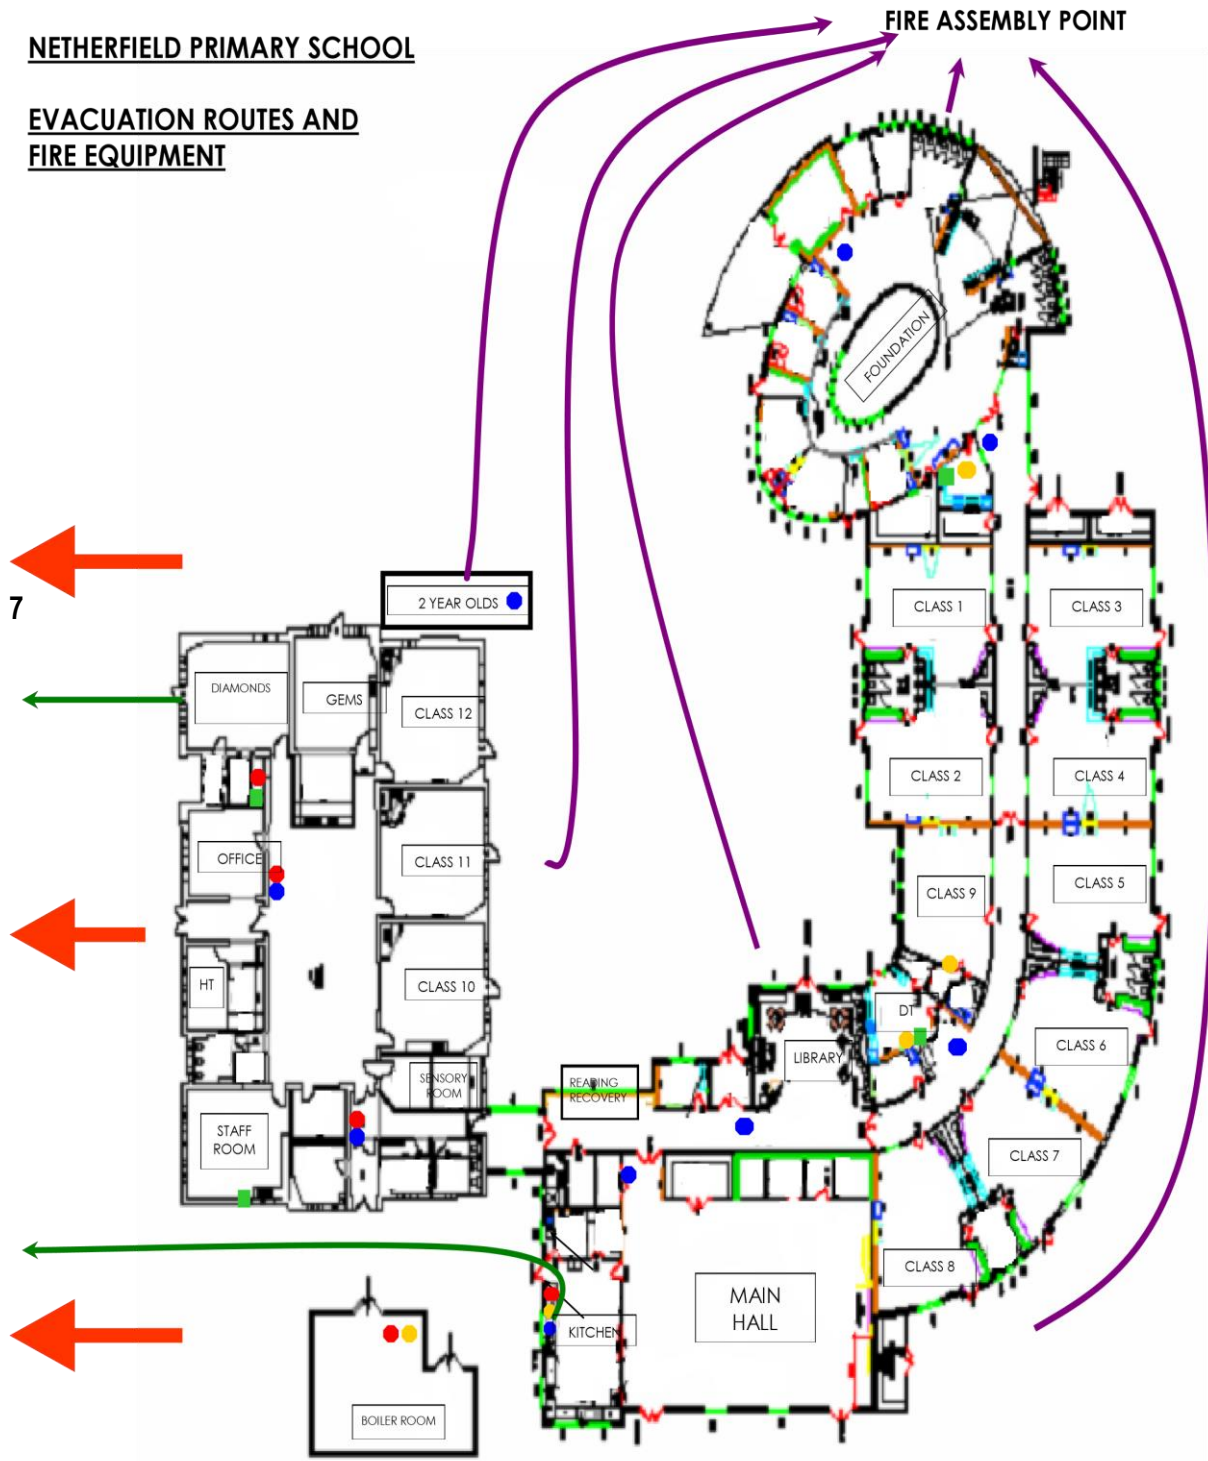 FIRE ASSEMBLY POINT
NETHERFIELD PRIMARY SCHOOL
EVACUATION ROUTES AND
FIRE EQUIPMENT
FOUNDATION
7
2 YEAR OLDS
CLASS 1
CLASS 3
DIAMONDS
GEMS
CLASS 12
CLASS 2
CLASS 4
OFFICE
CLASS 11
CLASS 9
CLASS 5
HT
CLASS 10
DT
CLASS 6
LIBRARY
SENSORY
ROOM
READING
RECOVERY
STAFF
ROOM
CLASS 7
CLASS 8
MAIN
HALL
KITCHEN
BOILER ROOM